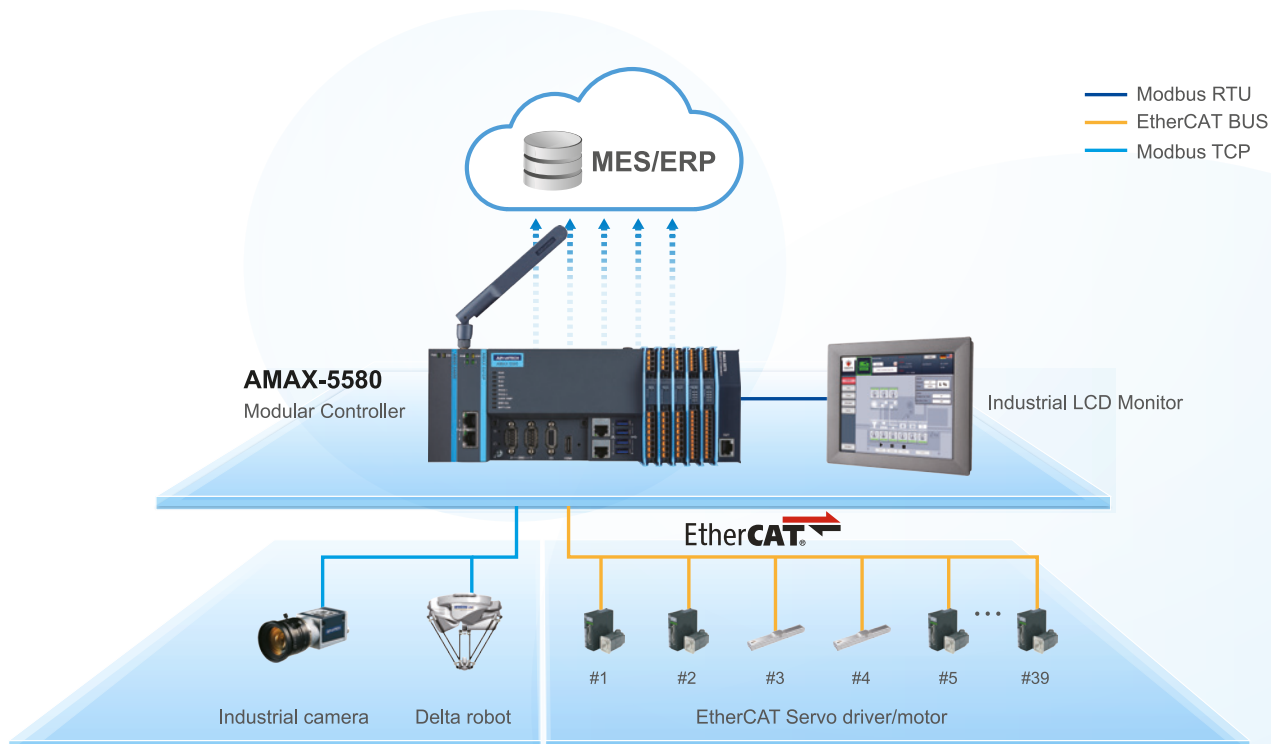 Modbus RTU
EtherCAT BUS
Modbus TCP
MES/ERP
ADVANTECH
AMAX-5580
Modular Controller
Industrial LCD Monitor
EtherCAT®
#1
#2
#3
#4
#5
...
#39
Industrial camera
Delta robot
EtherCAT Servo driver/motor